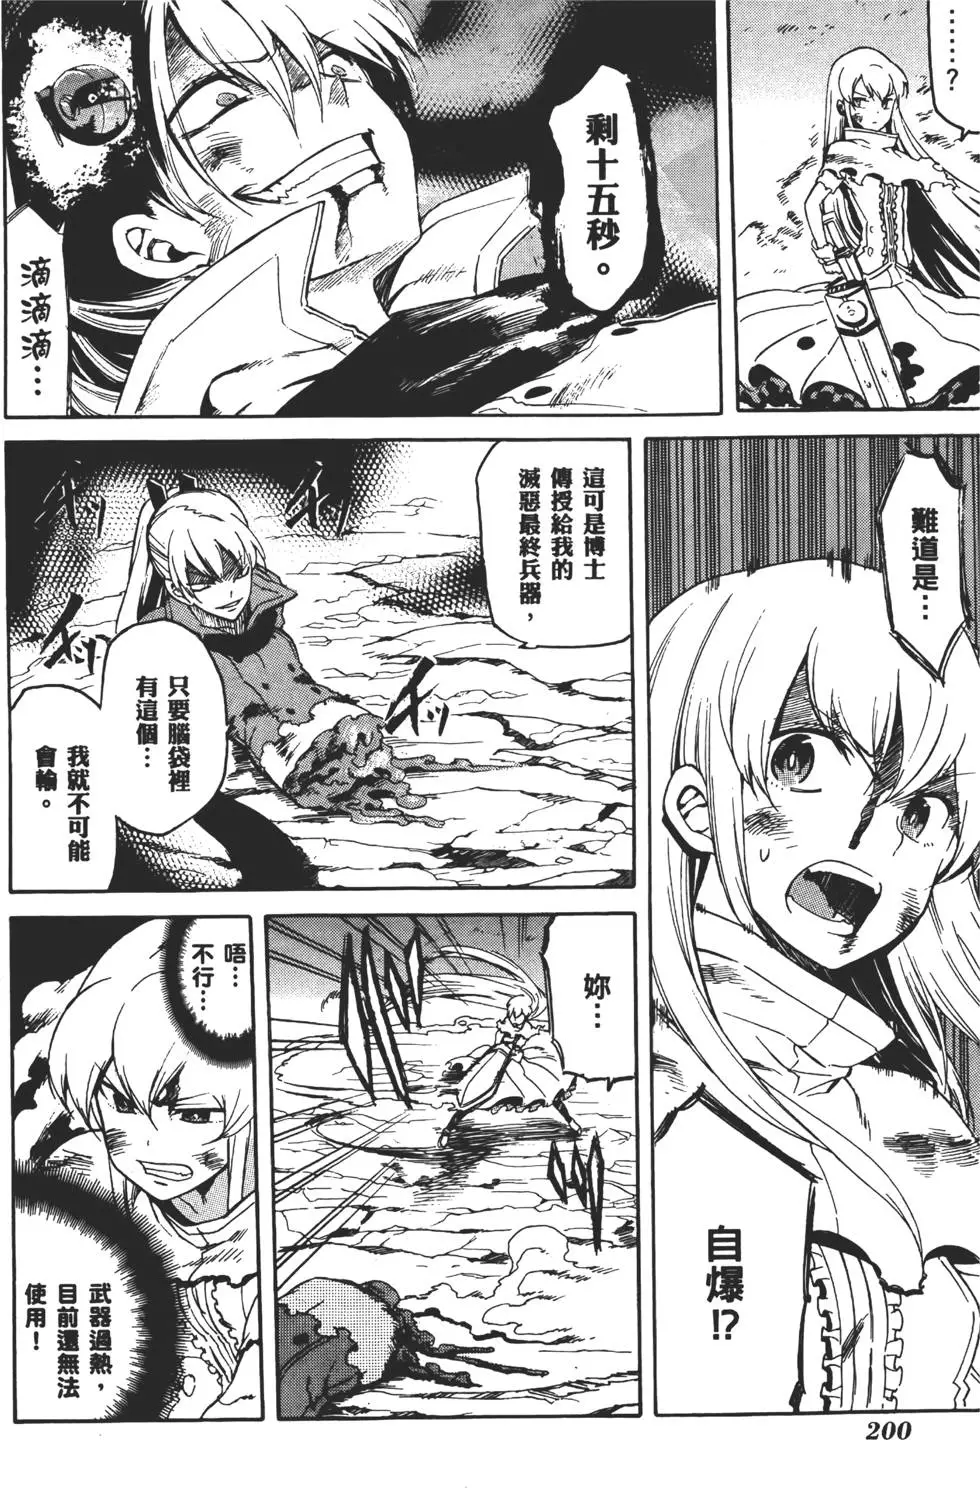 ……?
剩十五秒。
滴滴滴…
難道是…
自爆!?
這可是博士
傳授給我的
滅惡最終兵器，
只要腦袋裡
有這個…
我就不可能
會輸。
妳…
唔…
不行…
武器過熱，
目前還無法
使用！
200